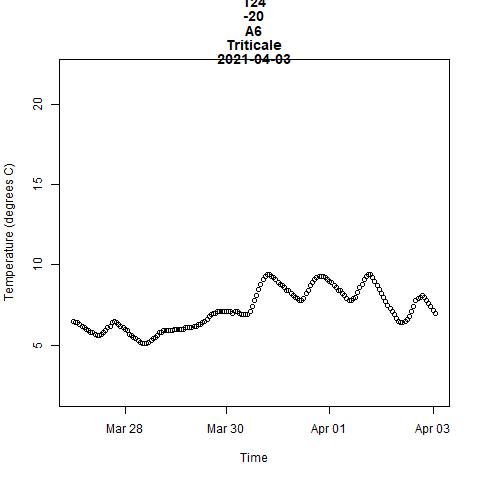 124
-20
A6
Triticale
2021-04-03
Temperature (degrees C)
20
15
10
5
Mar 28
Mar 30
Apr 01
Apr 03
Time